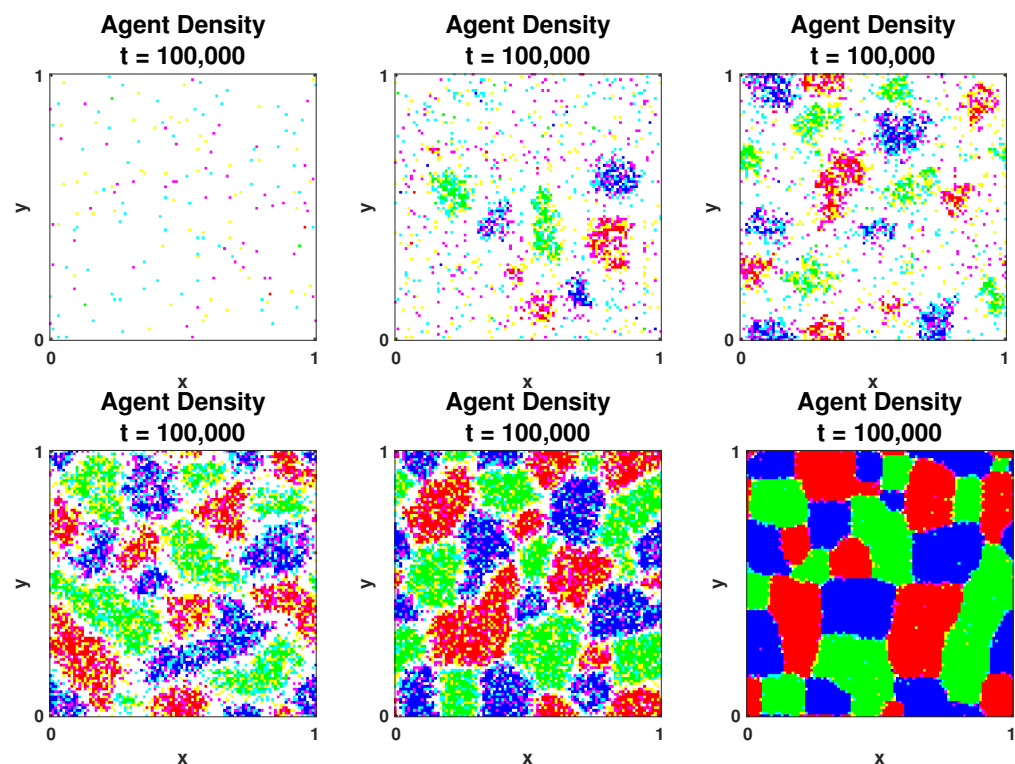 Agent Density
t = 100,000
1
y
0
0
1
x
Agent Density
t = 100,000
1
y
0
0
1
x
Agent Density
t = 100,000
1
y
0
0
1
x
Agent Density
t = 100,000
1
y
0
0
1
x
Agent Density
t = 100,000
1
y
0
0
1
x
Agent Density
t = 100,000
1
y
0
0
1
x